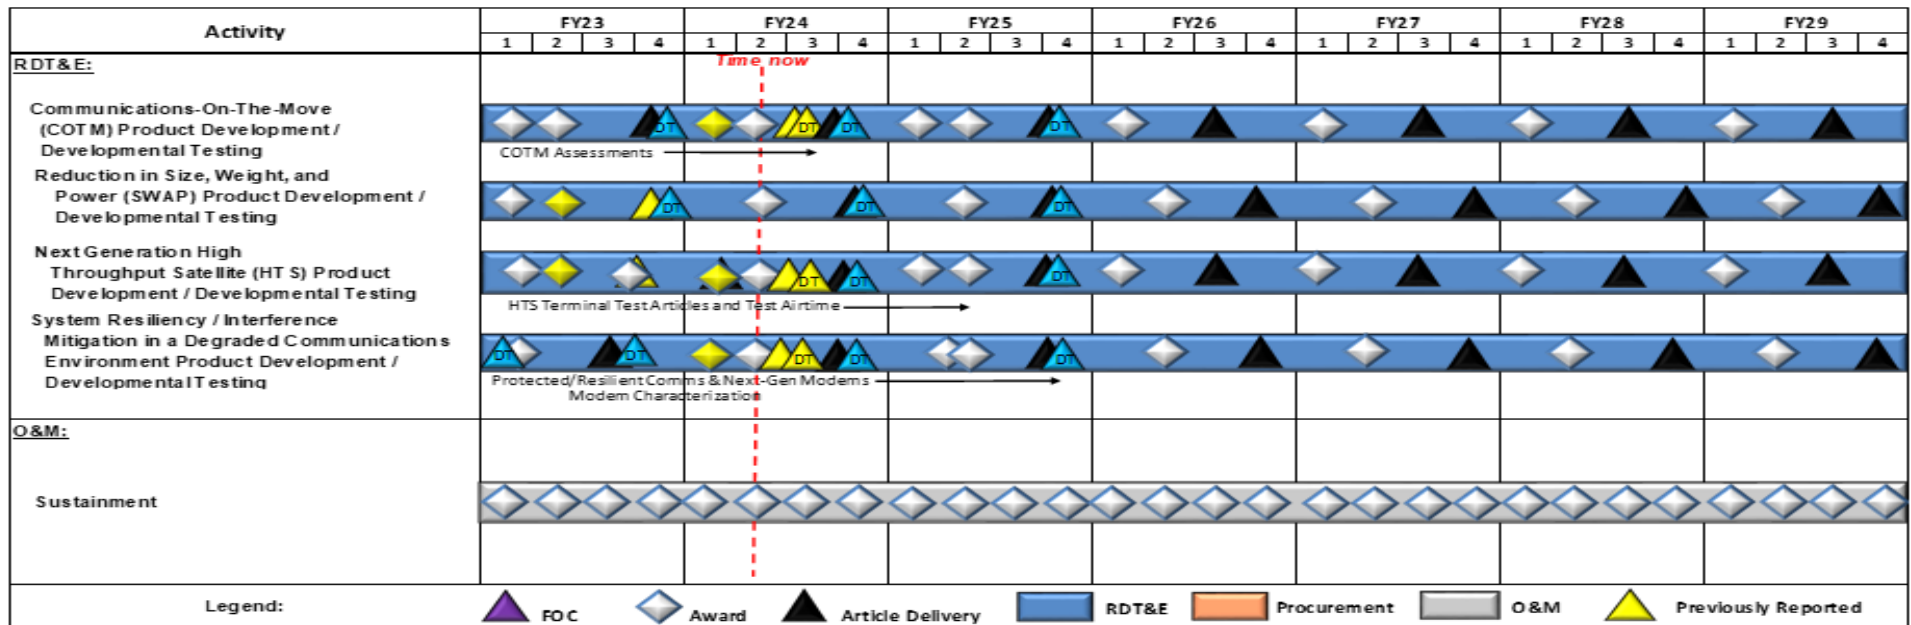 Activity
FY23 FY24 FY25 FY26 FY27 FY28 FY29
1 2 3 4 1 2 3 4 1 2 3 4 1 2 3 4 1 2 3 4 1 2 3 4 1 2 3 4
RDT&E:
Time now
Communications-On-The-Move
(COTM) Product Development /
Developmental Testing
DT DT DT DT
COTM Assessments
Reduction in Size, Weight, and
Power (SWAP) Product Development /
Developmental Testing
DT DT DT
Next Generation High
Throughput Satellite (HTS) Product
Development / Developmental Testing
DT DT DT
HTS Terminal Test Articles and Test Airtime
System Resiliency / Interference
Mitigation in a Degraded Communications
Environment Product Development /
Developmental Testing
DT DT DT DT DT
Protected/Resilient Comms & Next-Gen Modems
Modem Characterization
O&M:
Sustainment
Legend:
FOC
Award
Article Delivery
RDT&E
Procurement
O&M
Previously Reported